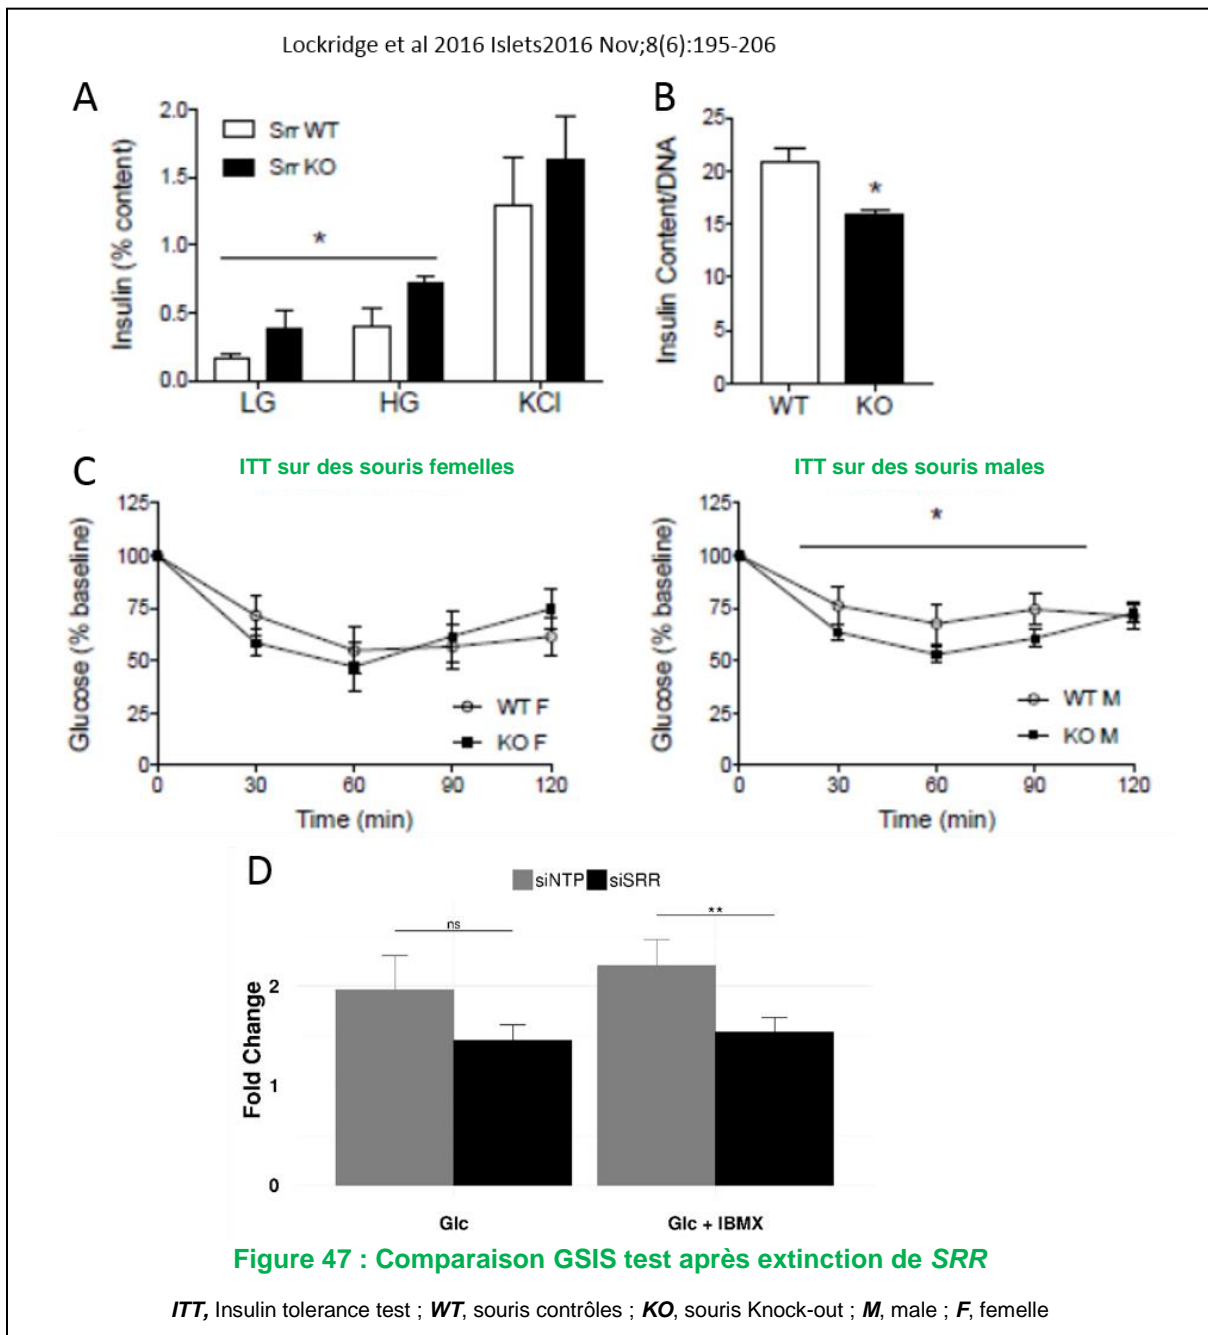 Lockridge et al 2016 Islets2016 Nov;8(6):195-206
A
Insulin (% content)
2.0
1.5
1.0
0.5
0.0
Srr WT
Srr KO
*
LG HG KCl
B
Insulin Content/DNA
25
20
15
10
5
0
*
WT KO
C
ITT sur des souris femelles
Glucose (% baseline)
125
100
75
50
25
0
WT F
KO F
0 30 60 90 120
Time (min)
ITT sur des souris males
Glucose (% baseline)
125
100
75
50
25
0
*
WT M
KO M
0 30 60 90 120
Time (min)
D
siNTP siSRR
ns
**
Fold Change
2
1
0
Glc Glc + IBMX
Figure 47 : Comparaison GSIS test après extinction de SRR
ITT, Insulin tolerance test ; WT, souris contrôles ; KO, souris Knock-out ; M, male ; F, femelle